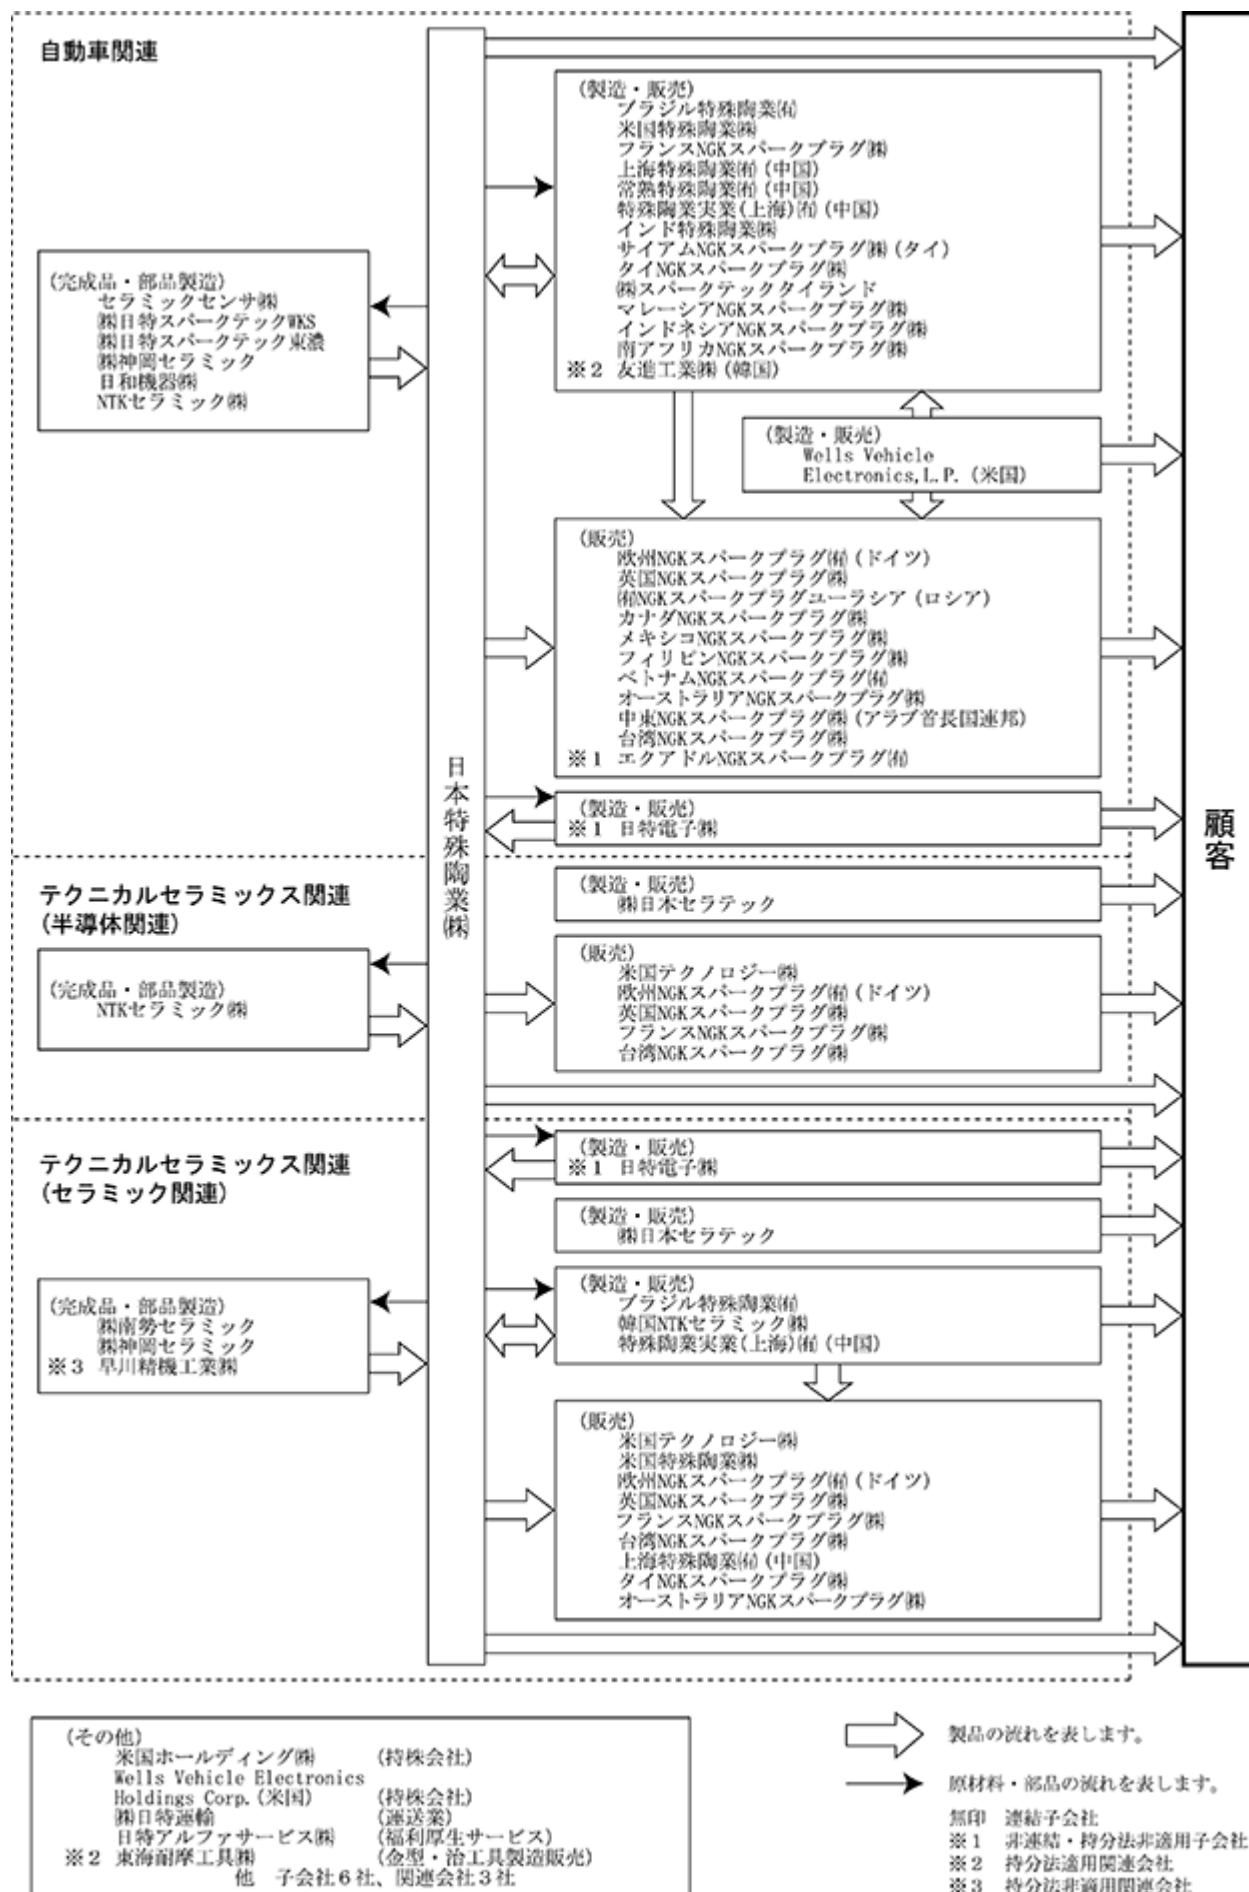 自動車関連
(製造・販売)
ブラジル特殊陶業㈲
米国特殊陶業㈱
フランスNGKスパークプラグ㈱
上海特殊陶業㈲(中国)
常熟特殊陶業㈲(中国)
特殊陶業実業(上海)㈲(中国)
インド特殊陶業㈱
サイアムNGKスパークプラグ㈱(タイ)
タイNGKスパークプラグ㈱
㈱スパークテックタイランド
マレーシアNGKスパークプラグ㈱
インドネシアNGKスパークプラグ㈱
南アフリカNGKスパークプラグ㈱
※2 友進工業㈱(韓国)
(完成品・部品製造)
セラミックセンサ㈱
㈱日特スパークテックWKS
㈱日特スパークテック東濃
㈱神岡セラミック
日和機器㈱
NTKセラミック㈱
(製造・販売)
Wells Vehicle
Electronics,L.P.(米国)
(販売)
欧州NGKスパークプラグ㈲(ドイツ)
英国NGKスパークプラグ㈱
㈲NGKスパークプラグユーラシア(ロシア)
カナダNGKスパークプラグ㈱
メキシコNGKスパークプラグ㈱
フィリピンNGKスパークプラグ㈱
ベトナムNGKスパークプラグ㈲
オーストラリアNGKスパークプラグ㈱
中東NGKスパークプラグ㈱(アラブ首長国連邦)
台湾NGKスパークプラグ㈱
※1 エクアドルNGKスパークプラグ㈲
(製造・販売)
※1 日特電子㈱
日本特殊陶業㈱
顧客
テクニカルセラミックス関連
(半導体関連)
(製造・販売)
㈱日本セラテック
(完成品・部品製造)
NTKセラミック㈱
(販売)
米国テクノロジー㈱
欧州NGKスパークプラグ㈲(ドイツ)
英国NGKスパークプラグ㈱
フランスNGKスパークプラグ㈱
台湾NGKスパークプラグ㈱
テクニカルセラミックス関連
(セラミック関連)
(製造・販売)
※1 日特電子㈱
(製造・販売)
㈱日本セラテック
(完成品・部品製造)
㈱南勢セラミック
㈱神岡セラミック
※3 早川精機工業㈱
(製造・販売)
ブラジル特殊陶業㈲
韓国NTKセラミック㈱
特殊陶業実業(上海)㈲(中国)
(販売)
米国テクノロジー㈱
米国特殊陶業㈱
欧州NGKスパークプラグ㈲(ドイツ)
英国NGKスパークプラグ㈱
フランスNGKスパークプラグ㈱
台湾NGKスパークプラグ㈱
上海特殊陶業㈲(中国)
タイNGKスパークプラグ㈱
オーストラリアNGKスパークプラグ㈱
(その他)
米国ホールディング㈱ (持株会社)
Wells Vehicle Electronics
Holdings Corp.(米国) (持株会社)
㈱日特運輸 (運送業)
日特アルファサービス㈱ (福利厚生サービス)
※2 東海耐摩工具㈱ (金型・治工具製造販売)
他 子会社6社、関連会社3社
製品の流れを表します。
原材料・部品の流れを表します。
無印 連結子会社
※1 非連結・持分法非適用子会社
※2 持分法適用関連会社
※3 持分法非適用関連会社